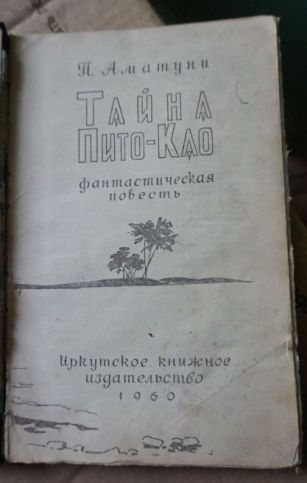 П. Аматуни
ТАЙНА
ПИТО-КАО
фантастическая
повесть
Иркутское книжное
издательство
1960